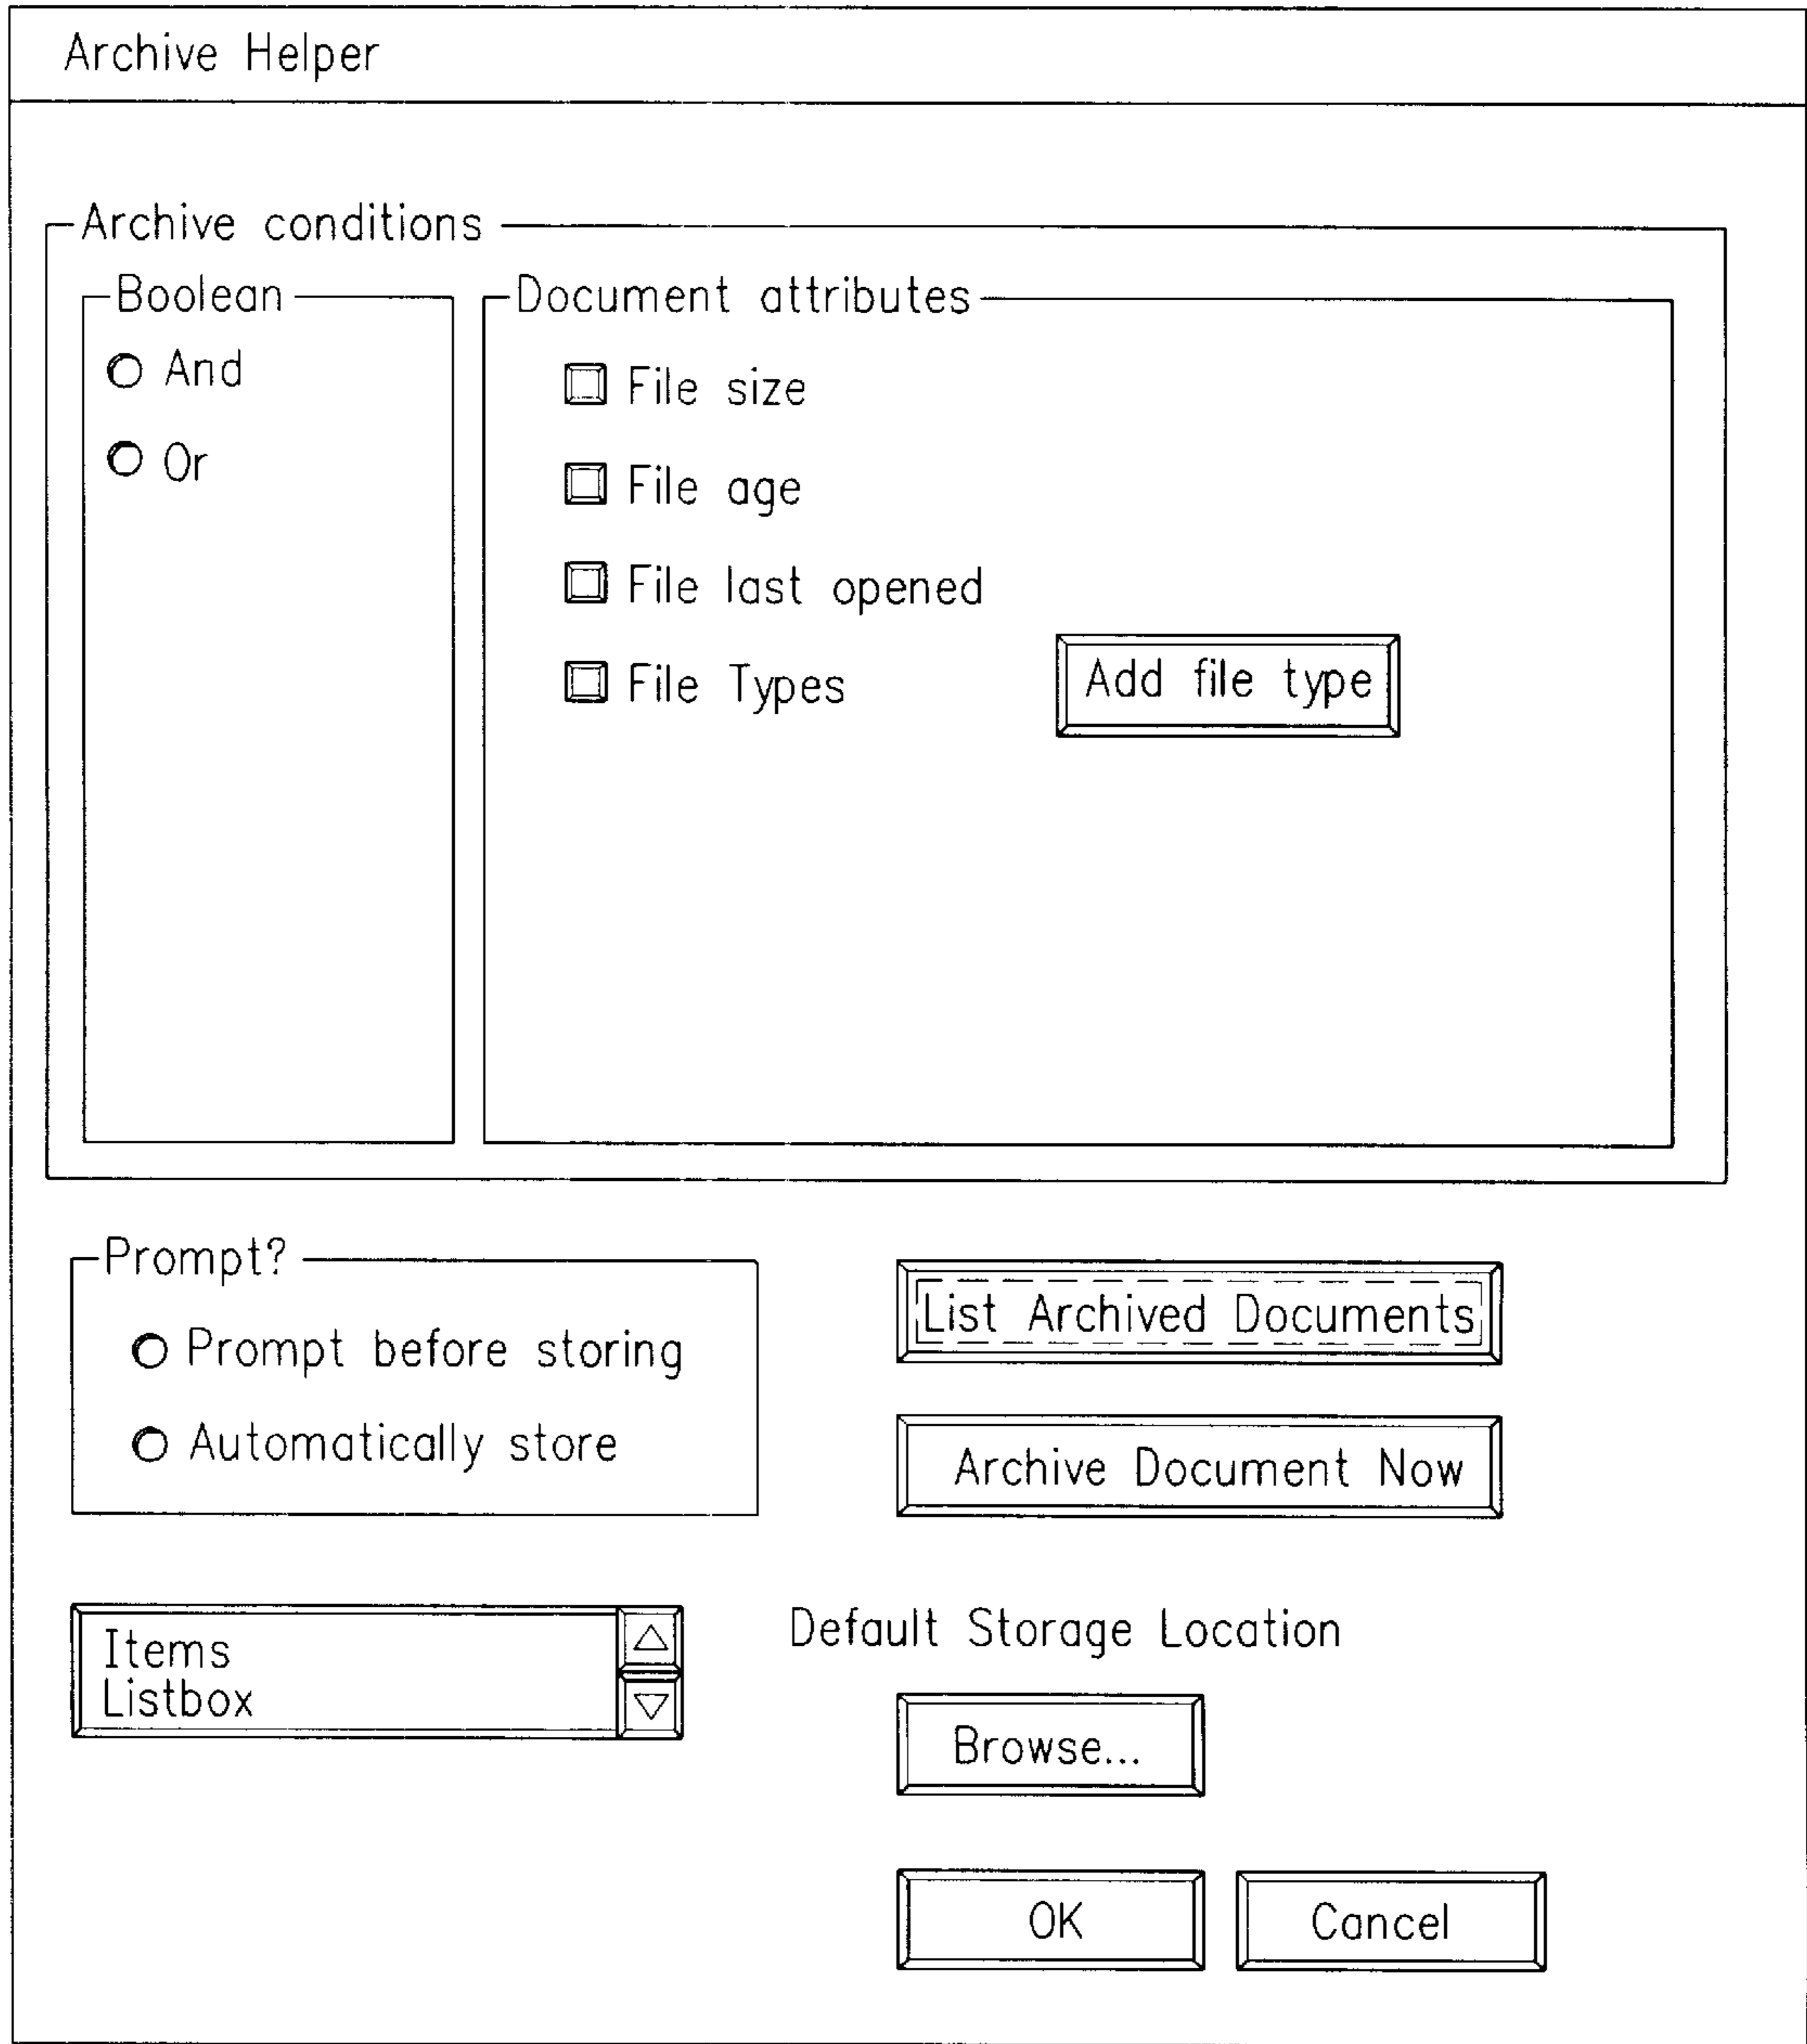 Archive Helper
Archive conditions
Boolean
And
Or
Document attributes
File size
File age
File last opened
File Types
Add file type
Prompt?
Prompt before storing
Automatically store
List Archived Documents
Archive Document Now
Items
Listbox
Default Storage Location
Browse...
OK
Cancel